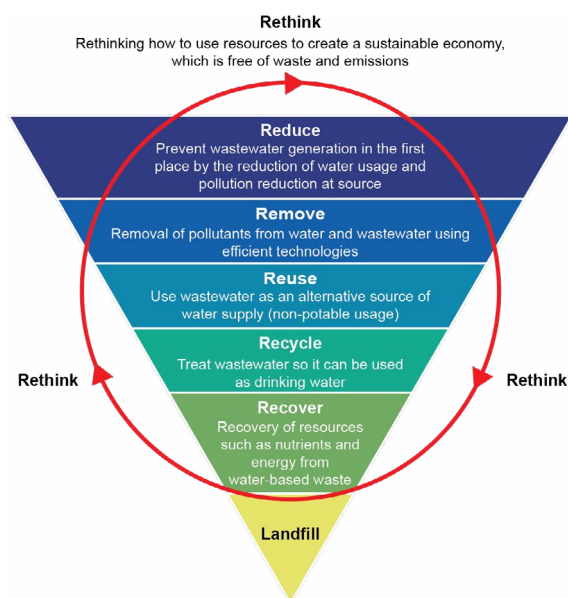 Rethink
Rethinking how to use resources to create a sustainable economy,
which is free of waste and emissions
Reduce
Prevent wastewater generation in the first
place by the reduction of water usage and
pollution reduction at source
Remove
Removal of pollutants from water and wastewater using
efficient technologies
Reuse
Use wastewater as an alternative source of
water supply (non-potable usage)
Recycle
Treat wastewater so it can be used
as drinking water
Rethink
Rethink
Recover
Recovery of resources
such as nutrients and
energy from
water-based waste
Landfill